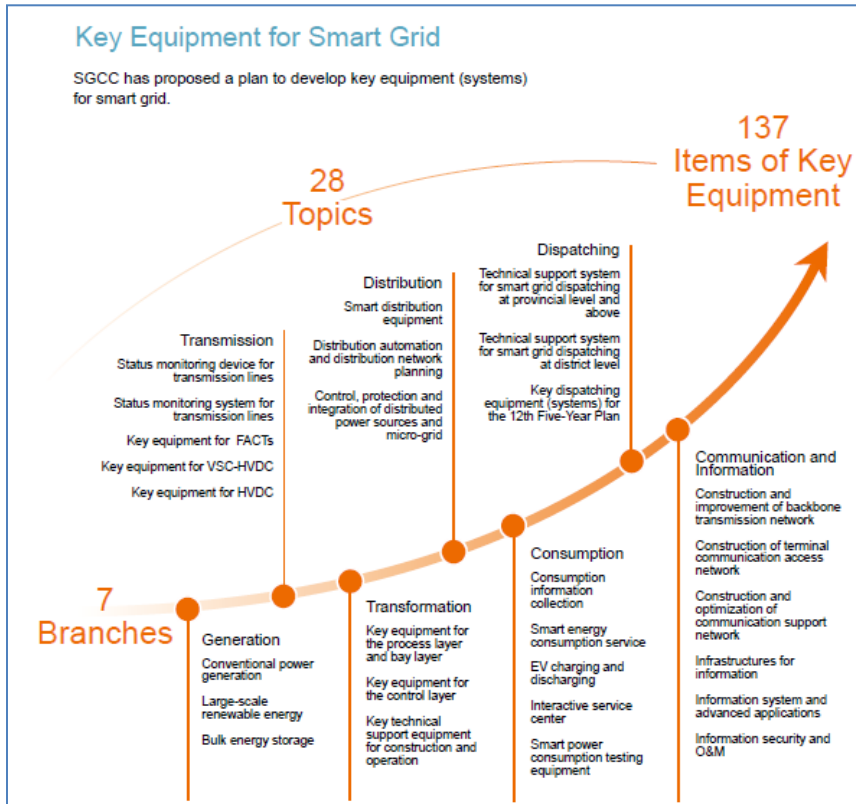 Key Equipment for Smart Grid
SGCC has proposed a plan to develop key equipment (systems)
for smart grid.
137
Items of Key
Equipment
28
Topics
7
Branches
Generation
Conventional power
generation
Large-scale
renewable energy
Bulk energy storage
Transmission
Status monitoring device for
transmission lines
Status monitoring system for
transmission lines
Key equipment for FACTs
Key equipment for VSC-HVDC
Key equipment for HVDC
Transformation
Key equipment for
the process layer
and bay layer
Key equipment for
the control layer
Key technical
support equipment
for construction and
operation
Distribution
Smart distribution
equipment
Distribution automation
and distribution network
planning
Control, protection and
integration of distributed
power sources and
micro-grid
Consumption
Consumption
information
collection
Smart energy
consumption service
EV charging and
discharging
Interactive service
center
Smart power
consumption testing
equipment
Dispatching
Technical support system
for smart grid dispatching
at provincial level and
above
Technical support system
for smart grid dispatching
at district level
Key dispatching
equipment (systems) for
the 12th Five-Year Plan
Communication and
Information
Construction and
improvement of backbone
transmission network
Construction of terminal
communication access
network
Construction and
optimization of
communication support
network
Infrastructures for
information
Information system and
advanced applications
Information security and
O&M